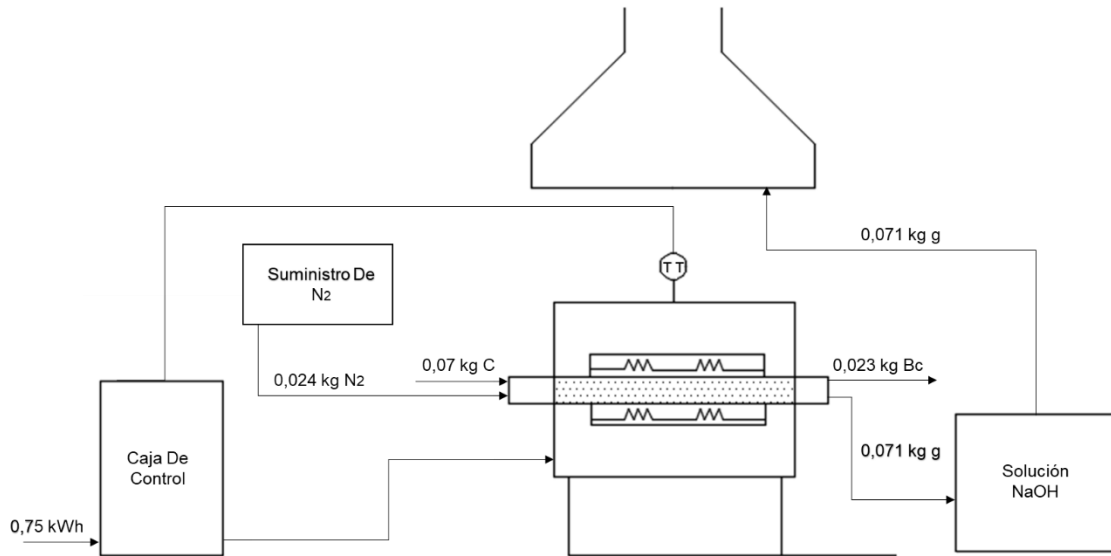 0,071 kg g
T T
Suministro De
N2
0,07 kg C
0,023 kg Bc
0,024 kg N2
Caja De
Control
0,071 kg g
Solución
NaOH
0,75 kWh